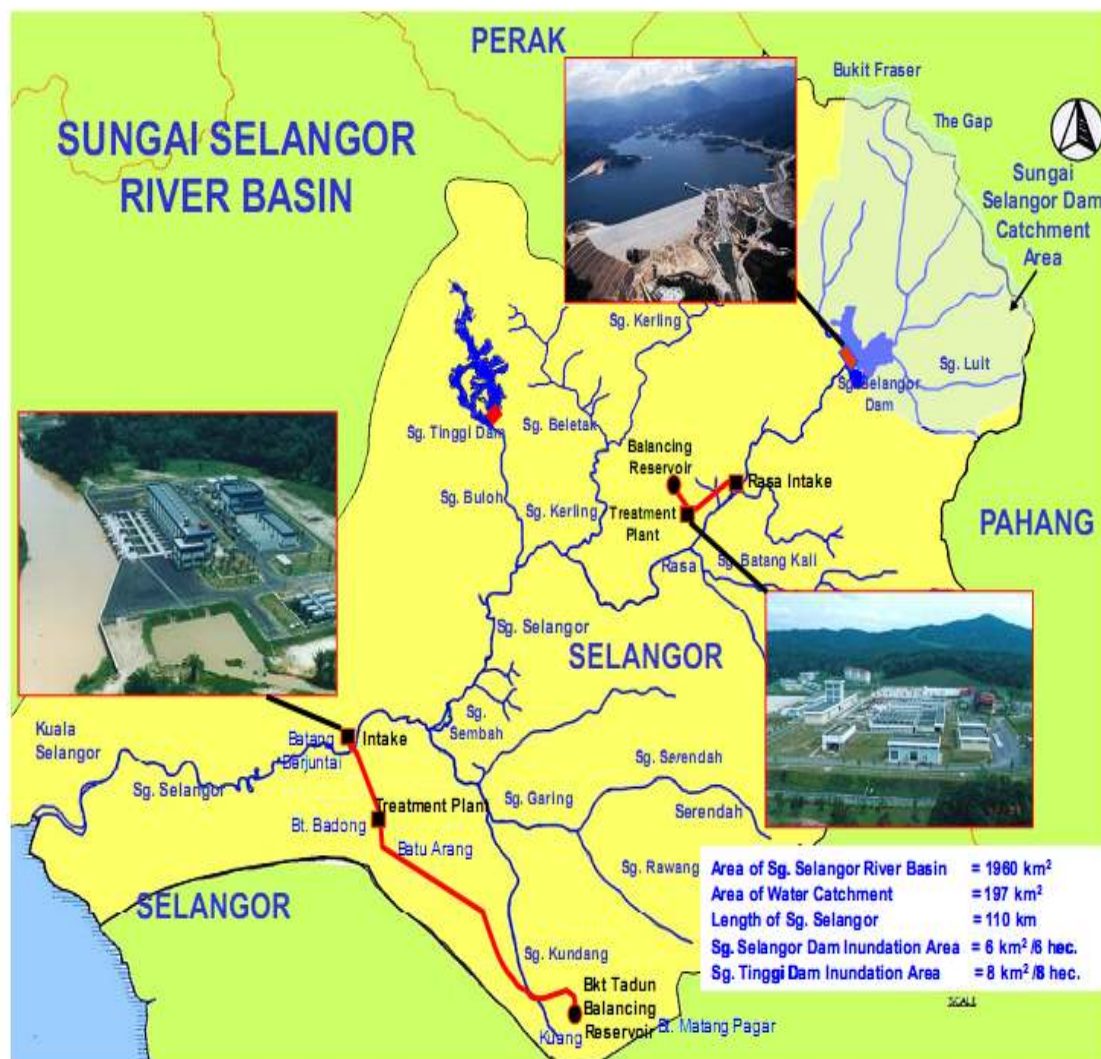 PERAK
Bukit Fraser
SUNGAI SELANGOR
RIVER BASIN
The Gap
Sungai
Selangor Dam
Catchment
Area
Sg. Kerling
Sg. Luit
Sg. Selangor
Dam
Sg. Tinggi Dam
Sg. Beletak
Balancing
Reservoir
Rasa Intake
Sg. Buloh
Sg. Kerling
Treatment
Plant
PAHANG
Rasa
Sg. Batang Kali
Sg. Selangor
SELANGOR
Kuala
Selangor
Batang
Berjuntai
Intake
Sg.
Sembah
Sg. Selangor
Sg. Serendah
Treatment Plant
Sg. Garing
Serendah
Bt. Badong
Batu Arang
Sg. Rawang
SELANGOR
Area of Sg. Selangor River Basin = 1960 km²
Area of Water Catchment = 197 km²
Length of Sg. Selangor = 110 km
Sg. Selangor Dam Inundation Area = 6 km² /6 hec.
Sg. Tinggi Dam Inundation Area = 8 km² /8 hec.
Sg. Kundang
Bkt Tadun
Balancing
Reservoir
Kuang
Bt. Matang Pagar
SCALE